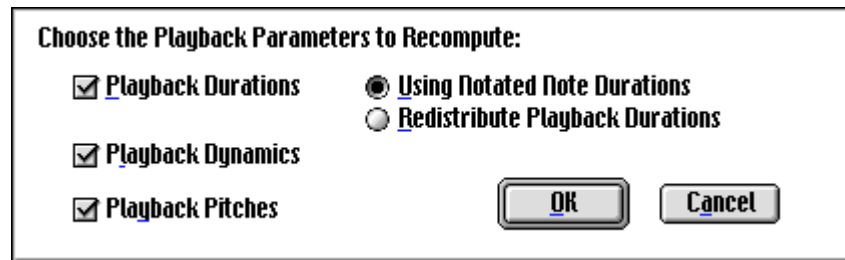 Choose the Playback Parameters to Recompute:
Playback Durations
Using Notated Note Durations
Redistribute Playback Durations
Playback Dynamics
Playback Pitches
OK
Cancel